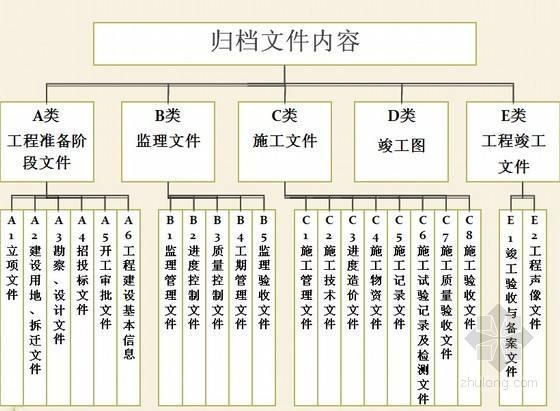 归档文件内容
A类
工程准备阶
段文件
B类
监理文件
C类
施工文件
D类
竣工图
E类
工程竣工
文件
A1立项文件
A2建设用地、拆迁文件
A3勘察、设计文件
A4招投标文件
A5开工审批文件
A6工程建设基本信息
B1监理管理文件
B2进度控制文件
B3质量控制文件
B4工期管理文件
B5监理验收文件
C1施工管理文件
C2施工技术文件
C3进度造价文件
C4施工物资文件
C5施工记录文件
C6施工试验记录及检测文件
C7施工质量验收文件
C8施工验收文件
E1竣工验收与备案文件
E2工程声像文件
zhulong.com